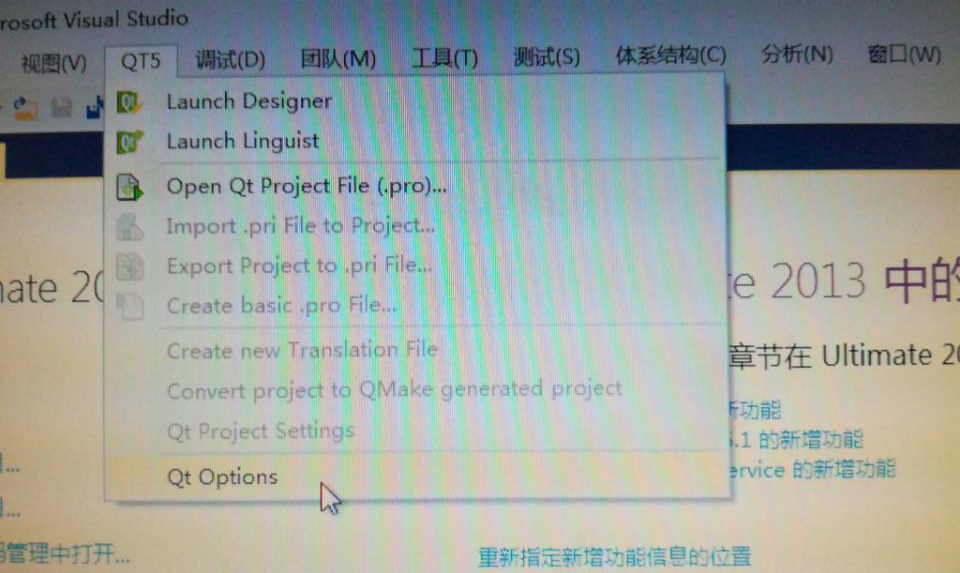 rosoft Visual Studio
视图(V) QT5 调试(D) 团队(M) 工具(T) 测试(S) 体系结构(C) 分析(N) 窗口(W)
Launch Designer
Launch Linguist
Open Qt Project File (.pro)...
Import .pri File to Project...
Export Project to .pri File...
Create basic .pro File...
Create new Translation File
Convert project to QMake generated project
Qt Project Settings
Qt Options
mate 20
te 2013 中的
章节在 Ultimate 20
新功能
.1 的新增功能
ervice 的新增功能
...
...
码管理中打开...
重新指定新增功能信息的位置